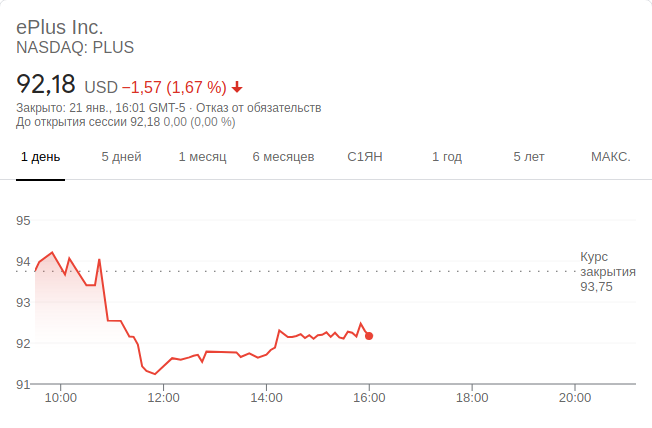 ePlus Inc.
NASDAQ: PLUS
92,18 USD −1,57 (1,67 %)
Закрыто: 21 янв., 16:01 GMT-5 · Отказ от обязательств
До открытия сессии 92,18 0,00 (0,00 %)
1 день 5 дней 1 месяц 6 месяцев С1ЯН 1 год 5 лет МАКС.
95
94
93
92
91
Курс
закрытия
93,75
10:00 12:00 14:00 16:00 18:00 20:00